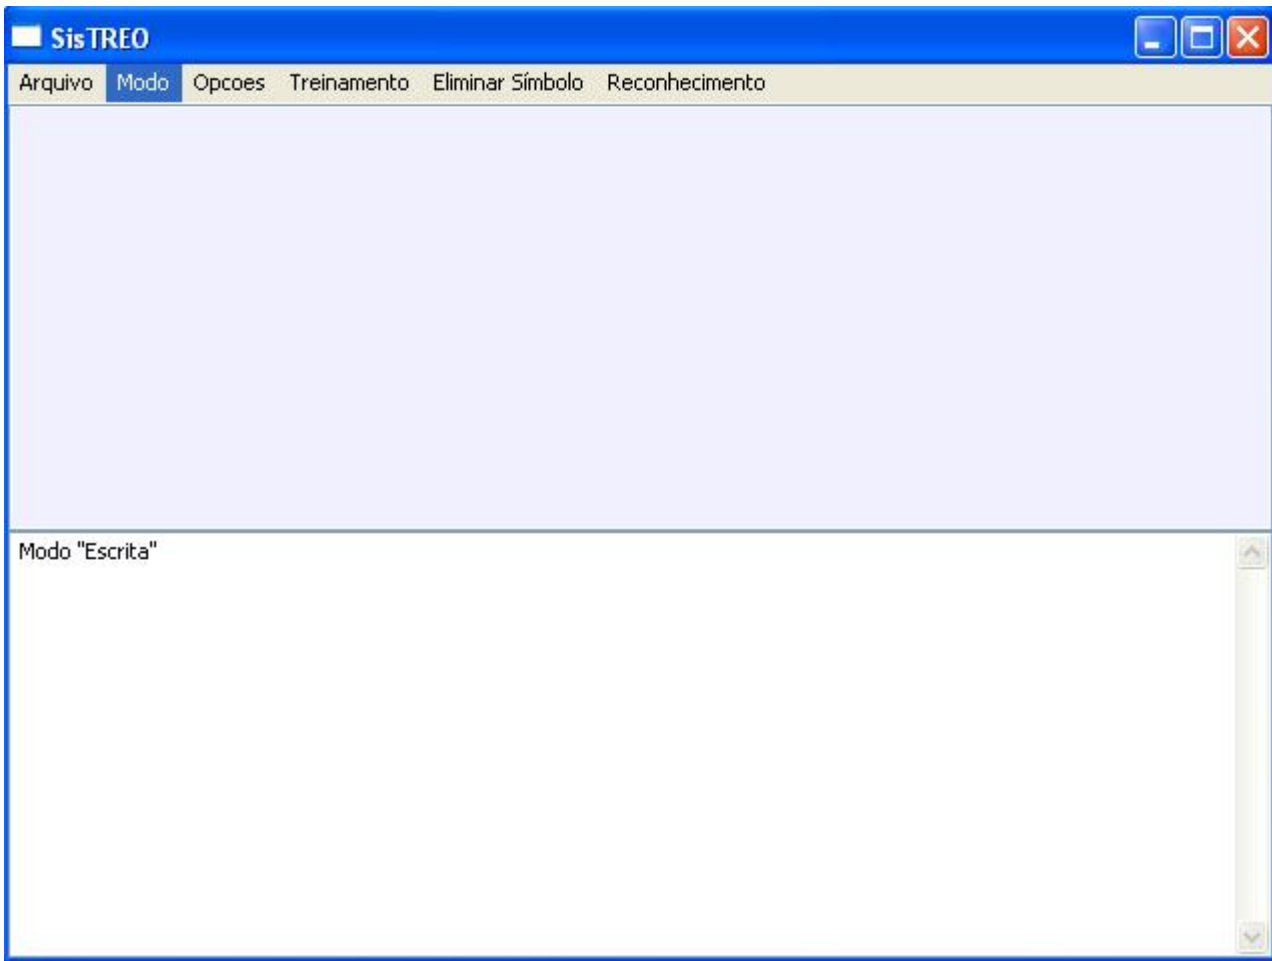 SisTREO
Arquivo Modo Opcoes Treinamento Eliminar Símbolo Reconhecimento
Modo "Escrita"